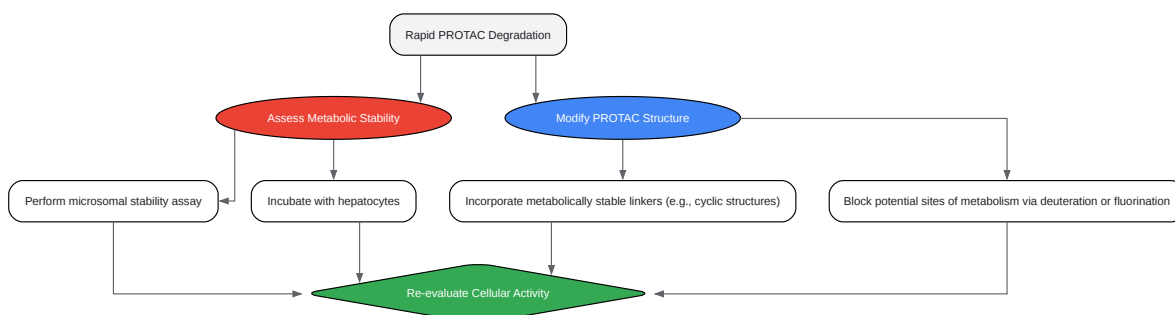 Rapid PROTAC Degradation
Assess Metabolic Stability
Modify PROTAC Structure
Perform microsomal stability assay
Incubate with hepatocytes
Incorporate metabolically stable linkers (e.g., cyclic structures)
Block potential sites of metabolism via deuteration or fluorination
Re-evaluate Cellular Activity